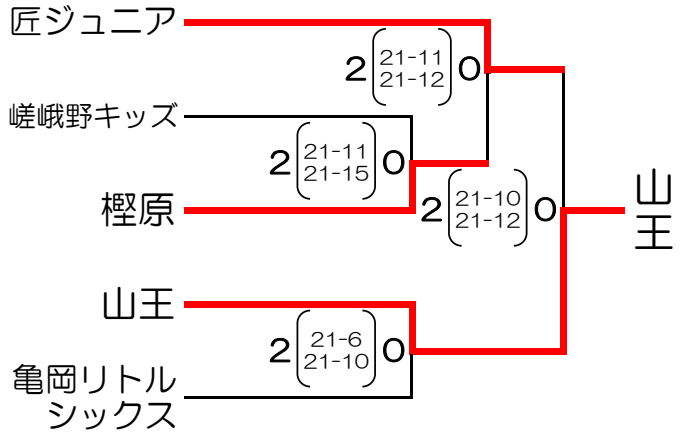 匠ジュニア
2 21-11 0
21-12
嵯峨野キッズ
2 21-11 0
21-15
樫原
2 21-10 0
21-12
山王
山王
2 21-6 0
21-10
亀岡リトル
シックス